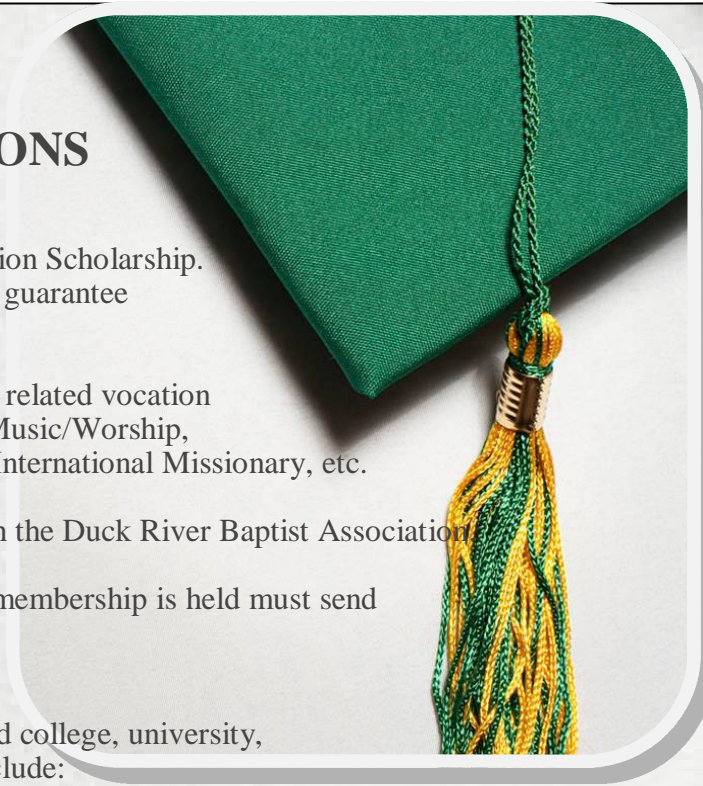 ONS
ion Scholarship.
guarantee
related vocation
Music/Worship,
International Missionary, etc.
n the Duck River Baptist Association.
membership is held must send
d college, university,
clude: